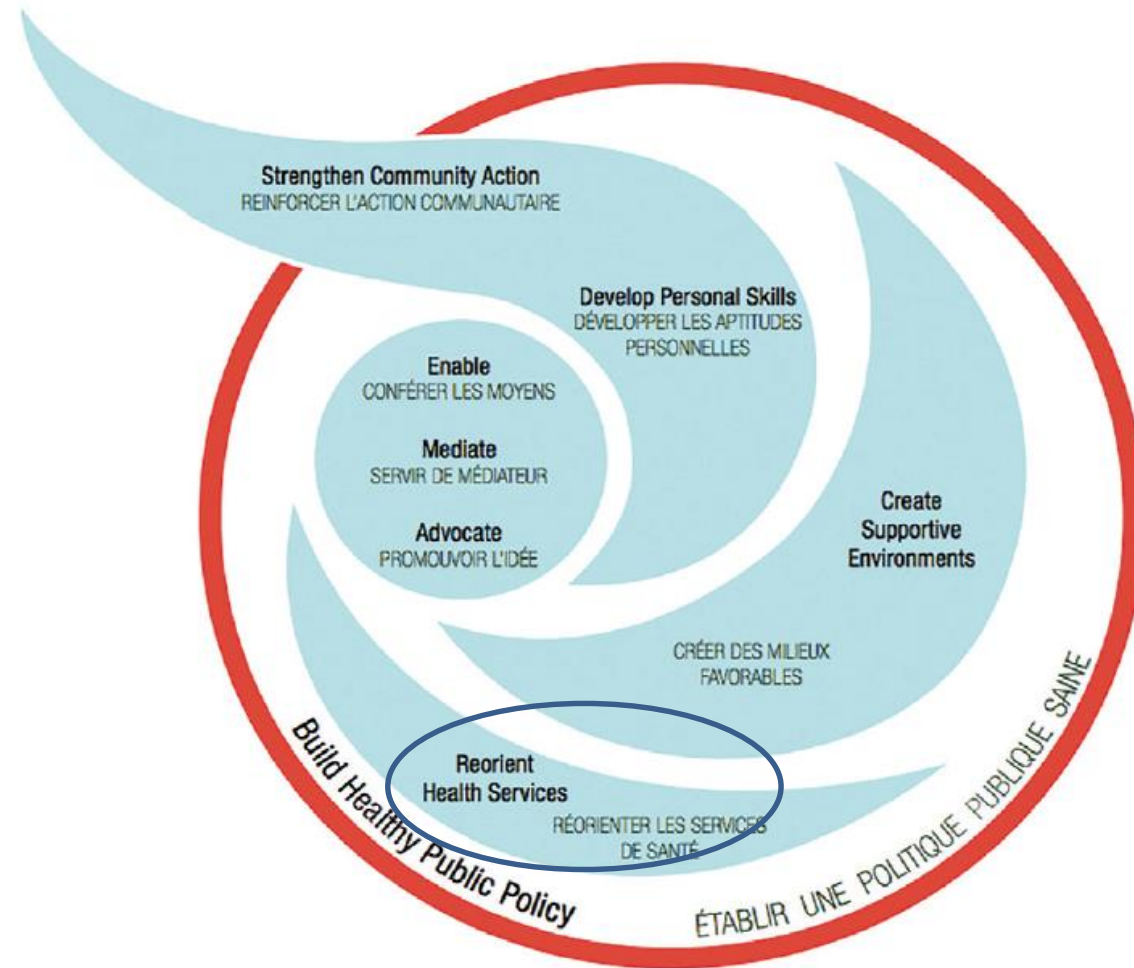 Strengthen Community Action
REINFORCER L'ACTION COMMUNAUTAIRE
Develop Personal Skills
DÉVELOPPER LES APTITUDES
PERSONNELLES
Enable
CONFÉRER LES MOYENS
Mediate
SERVIR DE MÉDIATEUR
Advocate
PROMOUVOIR L'IDÉE
Create
Supportive
Environments
CRÉER DES MILIEUX
FAVORABLES
Reorient
Health Services
RÉORIENTER LES SERVICES
DE SANTÉ
Build Healthy Public Policy
ÉTABLIR UNE POLITIQUE PUBLIQUE SAINE